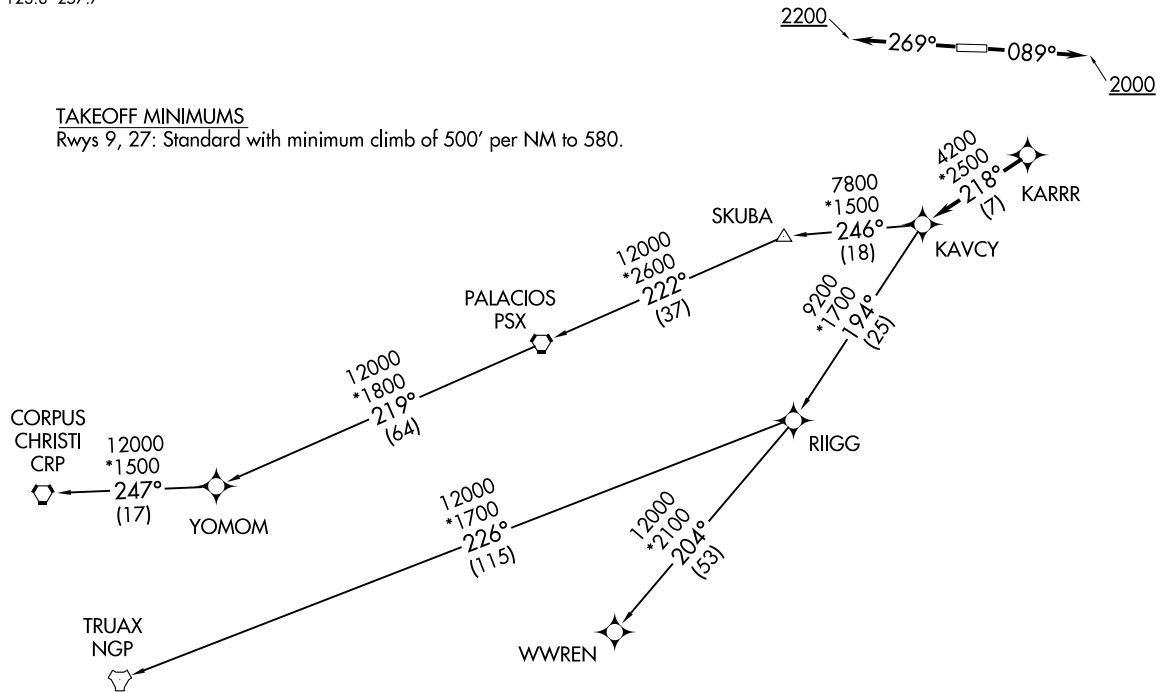 2200
269°
089°
2000
TAKEOFF MINIMUMS
Rwys 9, 27: Standard with minimum climb of 500' per NM to 580.
4200
*2500
218°
(7)
KARRR
7800
*1500
246°
(18)
SKUBA
KAVCY
12000
*2600
222°
(37)
PALACIOS
PSX
9200
*1700
194°
(25)
12000
*1800
219°
(64)
CORPUS
CHRISTI
CRP
12000
*1500
247°
(17)
YOMOM
RIIGG
12000
*1700
226°
(115)
12000
*2100
204°
(53)
TRUAX
NGP
WWREN